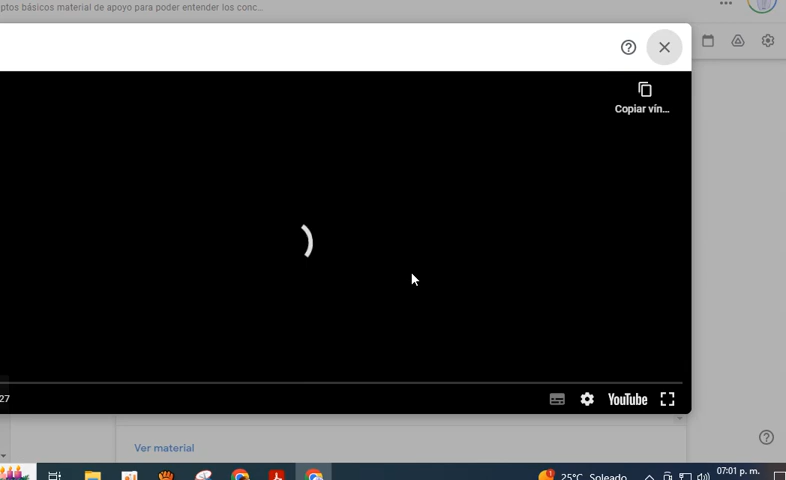 ptos básicos material de apoyo para poder entender los conc...
Copiar vín...
27
YouTube
Ver material
1
25°C Soleado
07:01 p. m.